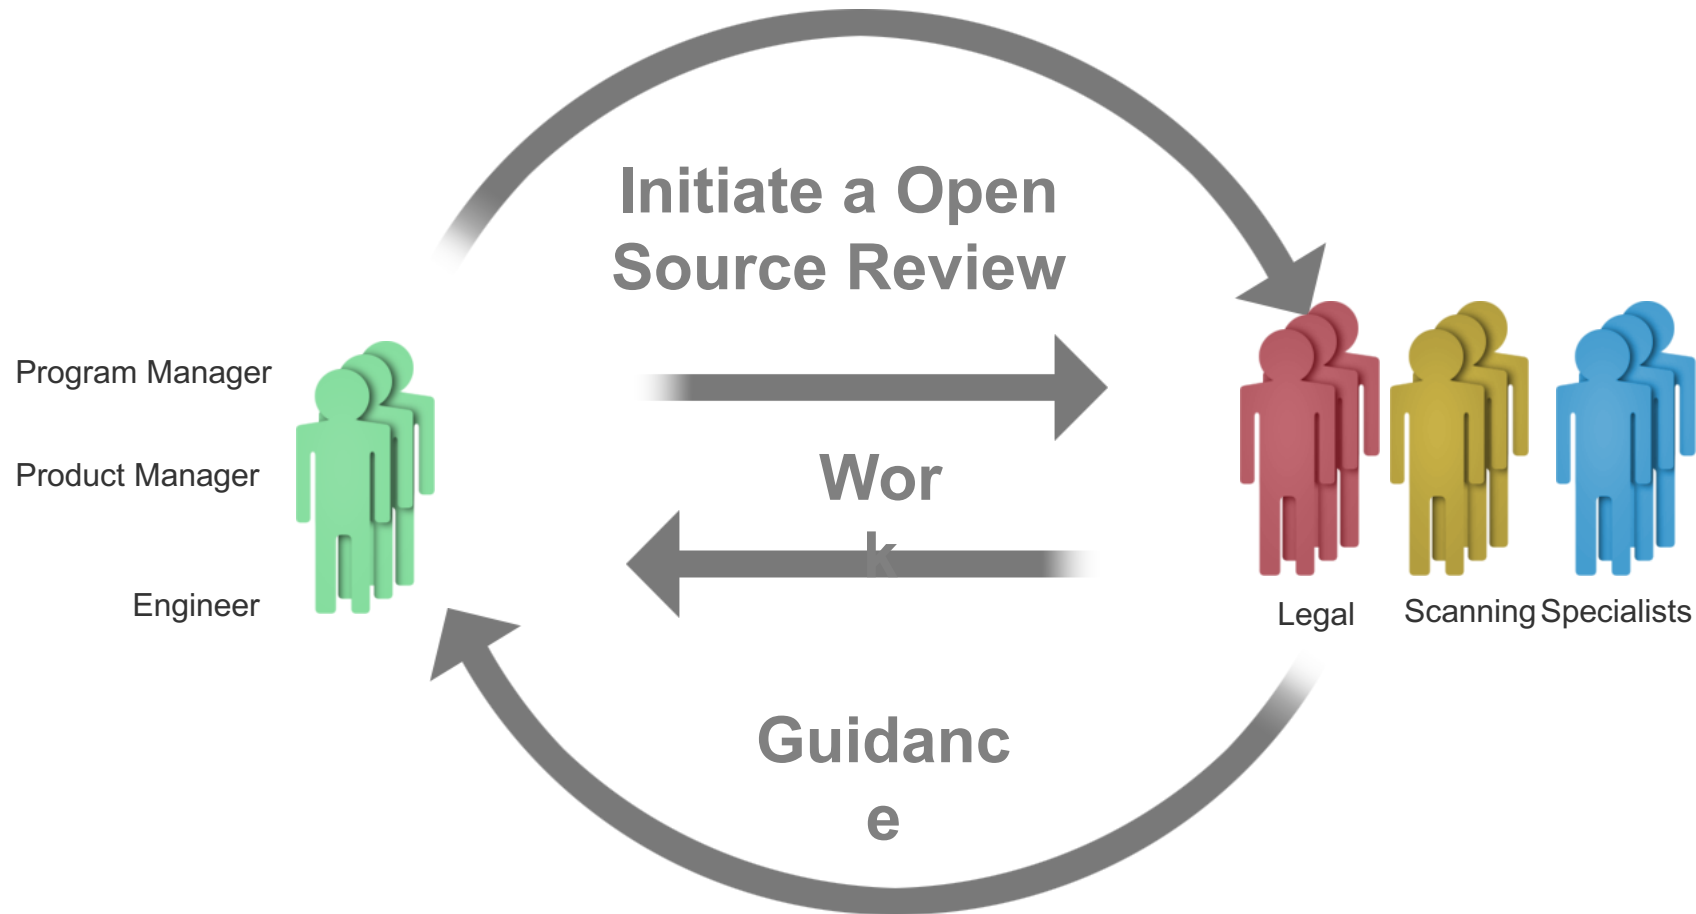 Initiate a Open
Source Review
Program Manager
Product Manager
Engineer
Wor
k
Legal
Scanning
Specialists
Guidanc
e